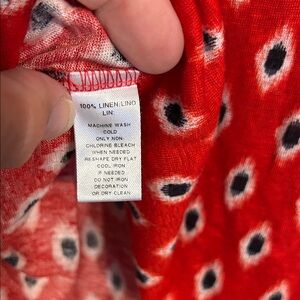 100% LINEN/LINO
LIN.
MACHINE WASH
COLD
ONLY NON-
CHLORINE BLEACH
WHEN NEEDED
RESHAPE DRY FLAT
COOL IRON
IF NEEDED
DO NOT IRON
DECORATION
OR DRY CLEAN